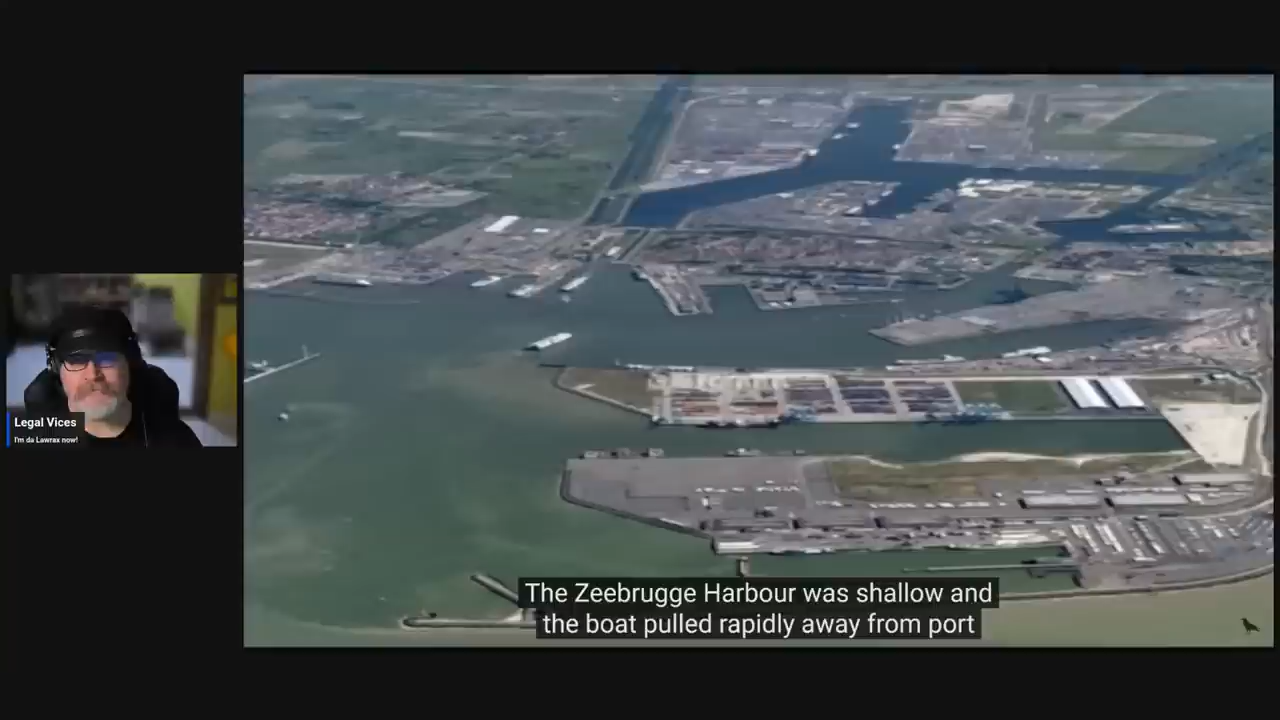 Legal Vices
I'm da Lawrax now!
The Zeebrugge Harbour was shallow and
the boat pulled rapidly away from port